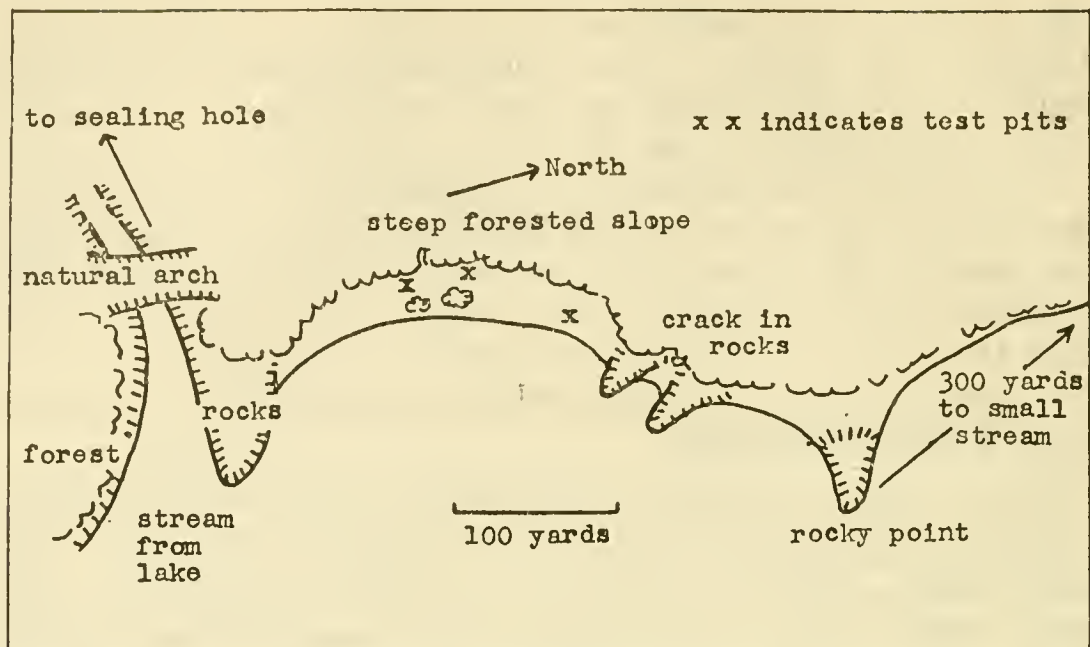 to sealing hole
x x indicates test pits
North
steep forested slope
natural arch
x
x
x
crack in
rocks
300 yards
to small
stream
rocks
forest
stream
from
lake
100 yards
rocky point